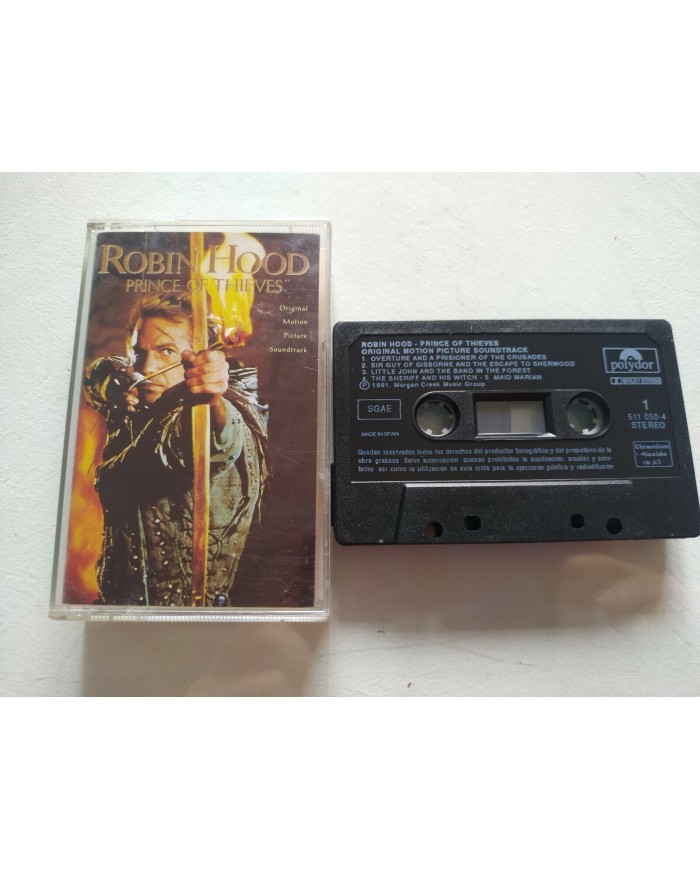 ROBIN HOOD
PRINCE OF THIEVES
Original
Motion
Picture
Soundtrack
ROBIN HOOD - PRINCE OF THIEVES
ORIGINAL MOTION PICTURE SOUNDTRACK
1. OVERTURE AND A PRISIONER OF THE CRUSADES
2. SIR GUY OF GISBORNE AND THE ESCAPE TO SHERWOOD
3. LITTLE JOHN AND THE BAND IN THE FOREST
4. THE SHERIFF AND HIS WITCH - 5. MAID MARIAN
Ⓟ 1991. Morgan Creek Music Group
polydor
DOLBY SYSTEM
SGAE
1
511 050-4
STEREO
MADE IN SPAIN
Quedan reservados todos los derechos del productor fonográfico y del propietario de la
obra grabada. Salvo autorización quedan prohibidos la duplicación, alquiler y prés-
tamo así como la utilización de esta cinta para la ejecución pública y radiodifusión
Chromdioxid